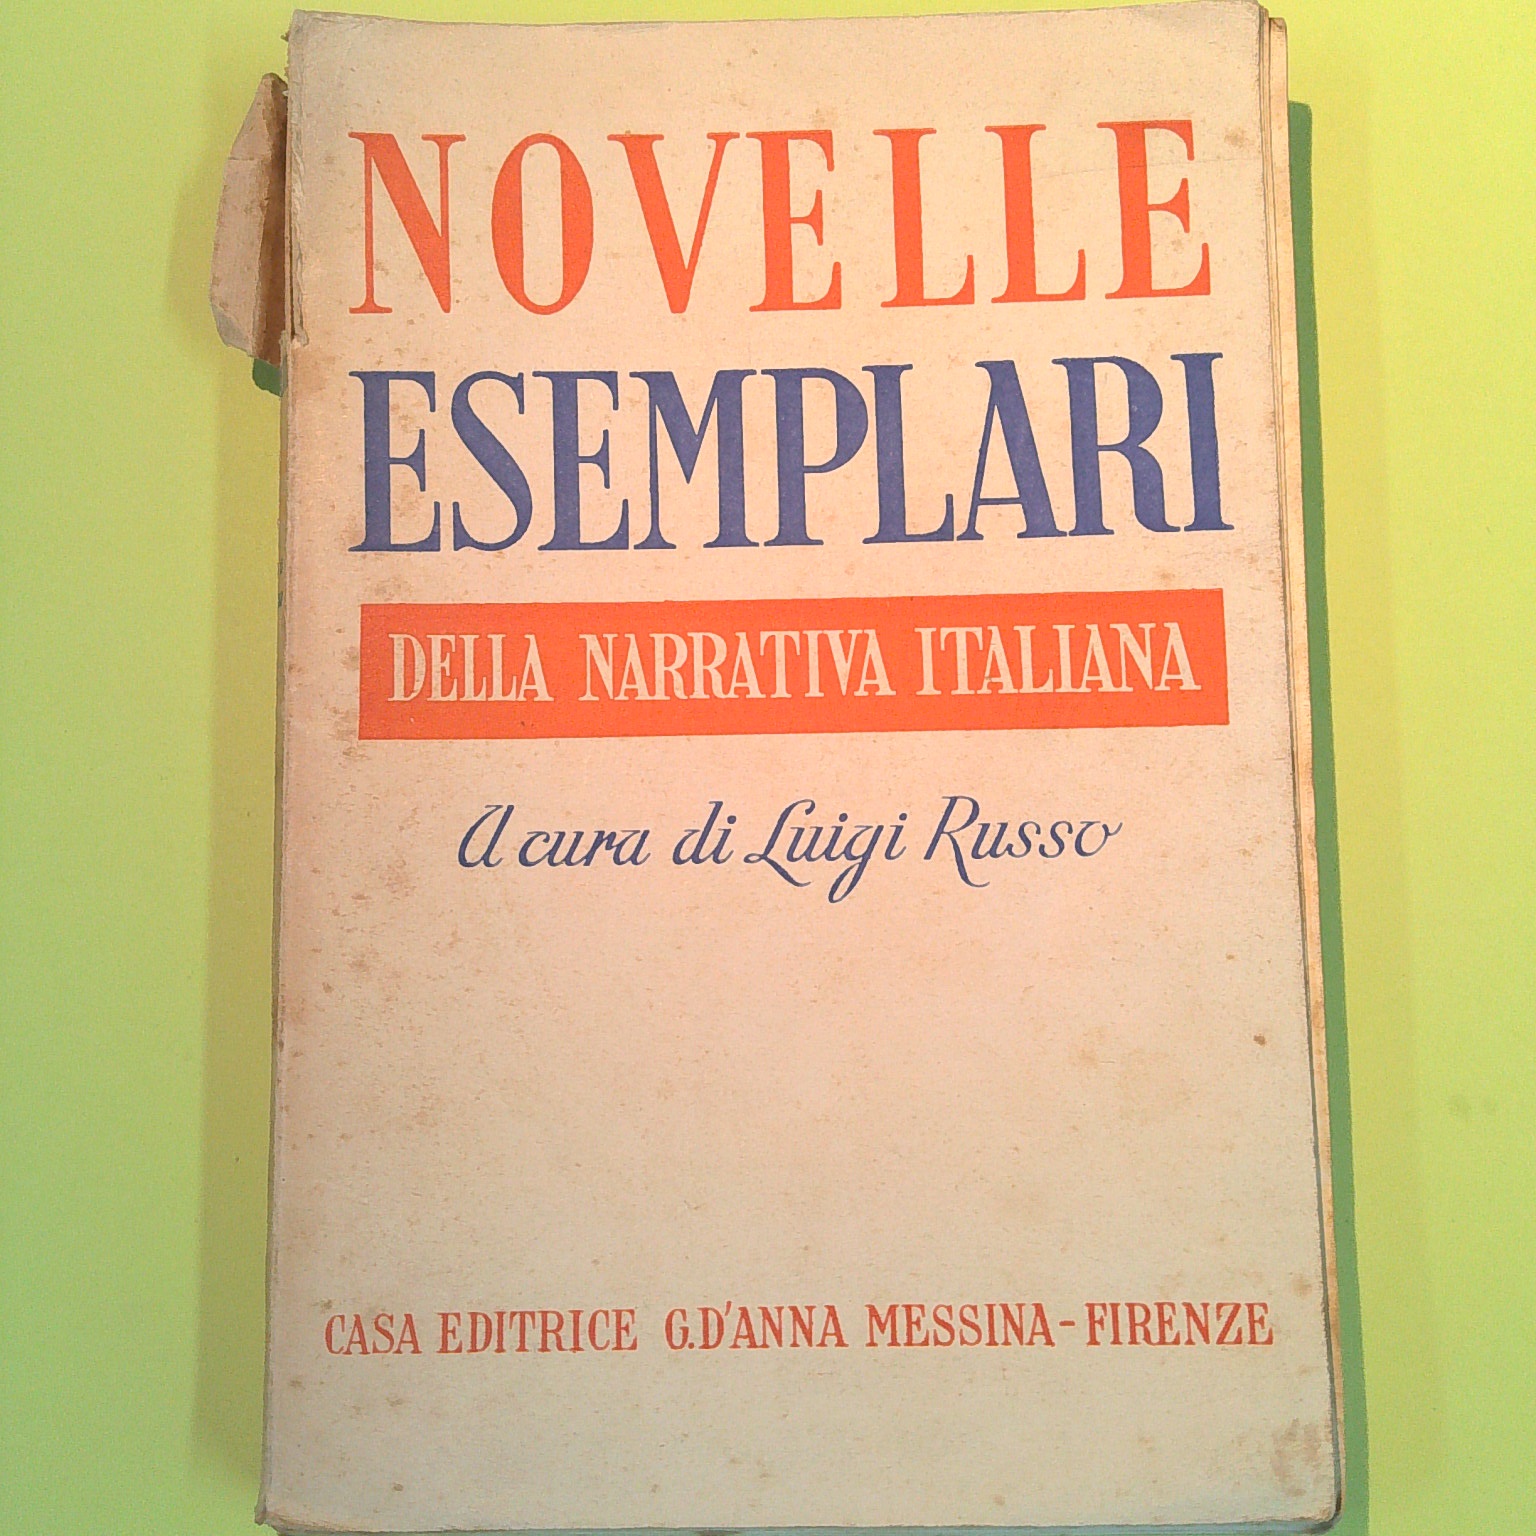 NOVELLE
ESEMPLARI
DELLA NARRATIVA ITALIANA
A cura di Luigi Russo
CASA EDITRICE G. D'ANNA MESSINA - FIRENZE